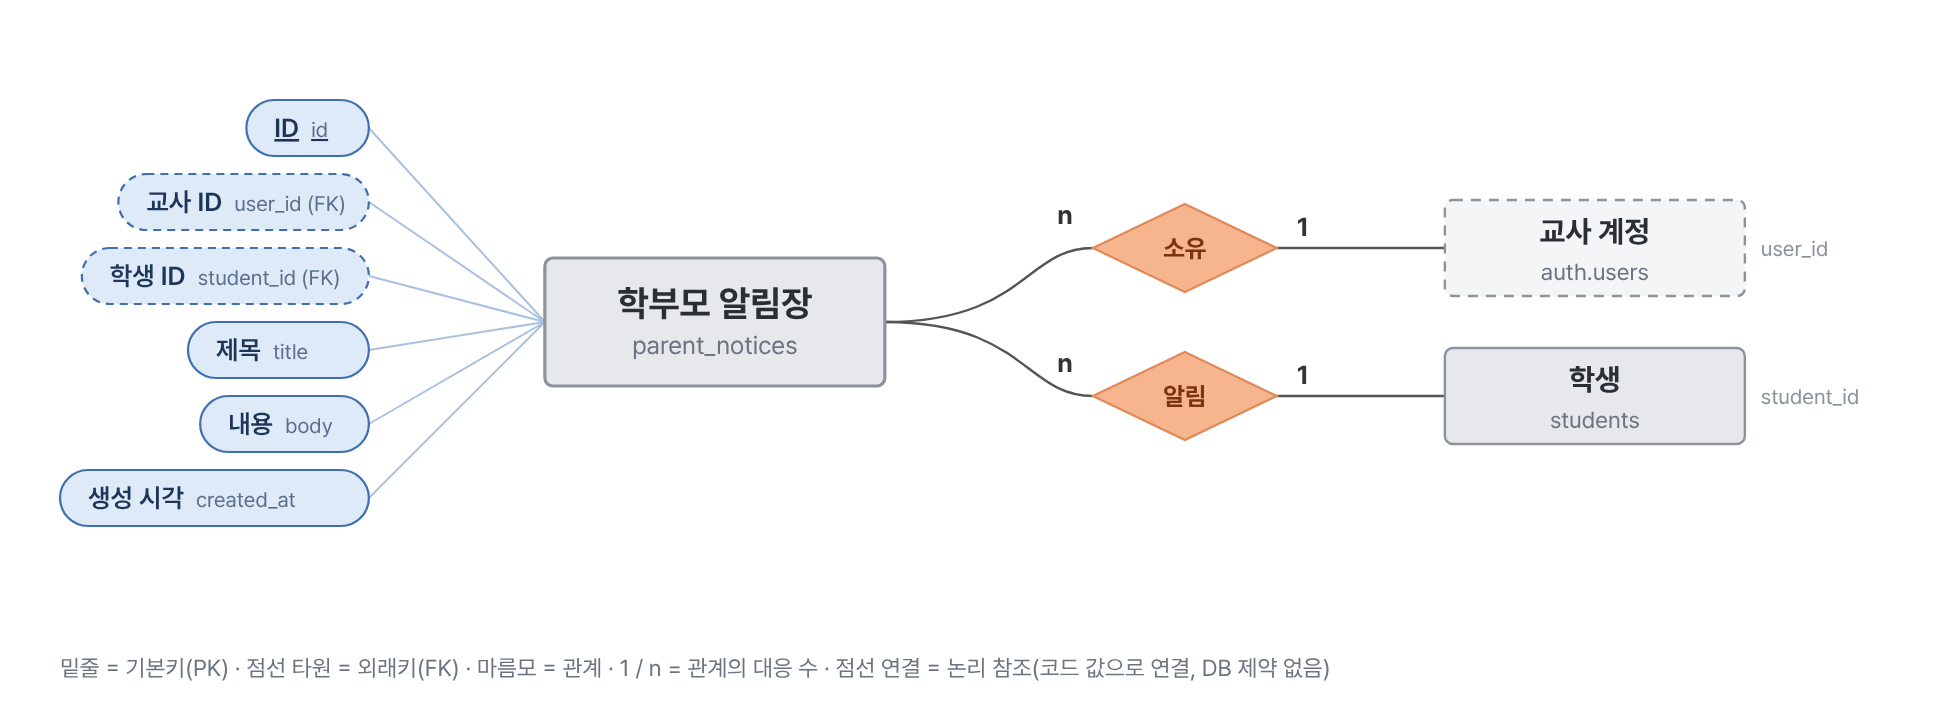 ID id
교사 ID user_id (FK)
학생 ID student_id (FK)
제목 title
내용 body
생성 시각 created_at
학부모 알림장
parent_notices
n
소유
1
교사 계정
auth.users
user_id
n
알림
1
학생
students
student_id
밑줄 = 기본키(PK) · 점선 타원 = 외래키(FK) · 마름모 = 관계 · 1 / n = 관계의 대응 수 · 점선 연결 = 논리 참조(코드 값으로 연결, DB 제약 없음)